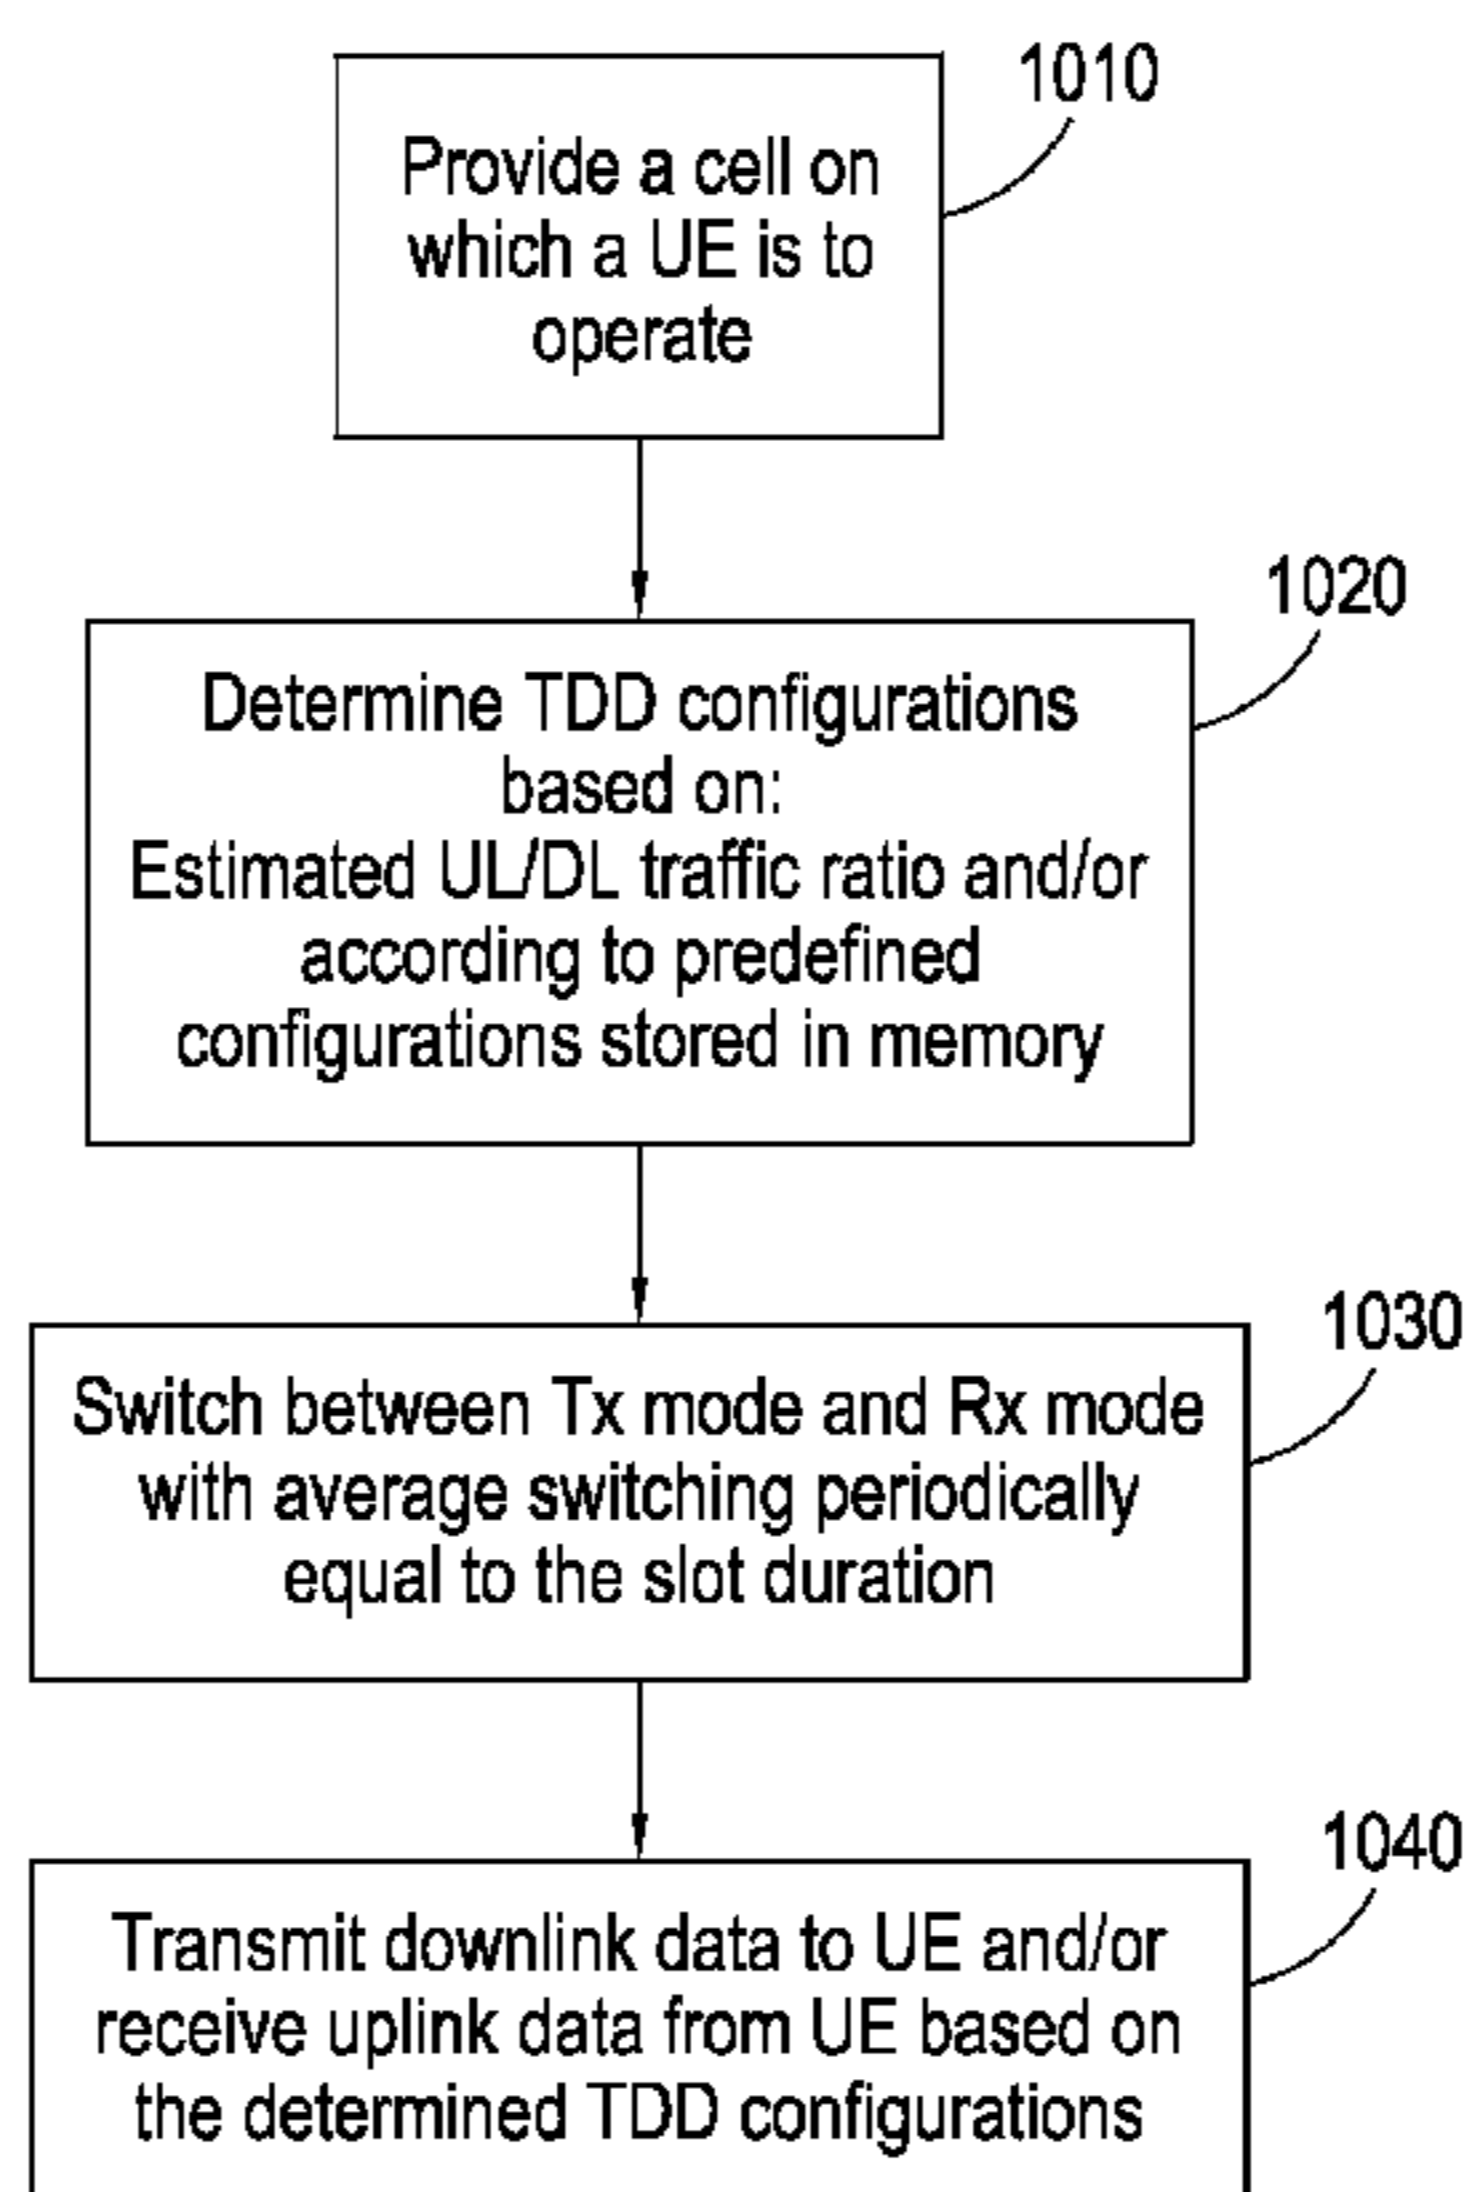 1010
Provide a cell on
which a UE is to
operate
1020
Determine TDD configurations
based on:
Estimated UL/DL traffic ratio and/or
according to predefined
configurations stored in memory
1030
Switch between Tx mode and Rx mode
with average switching periodically
equal to the slot duration
1040
Transmit downlink data to UE and/or
receive uplink data from UE based on
the determined TDD configurations